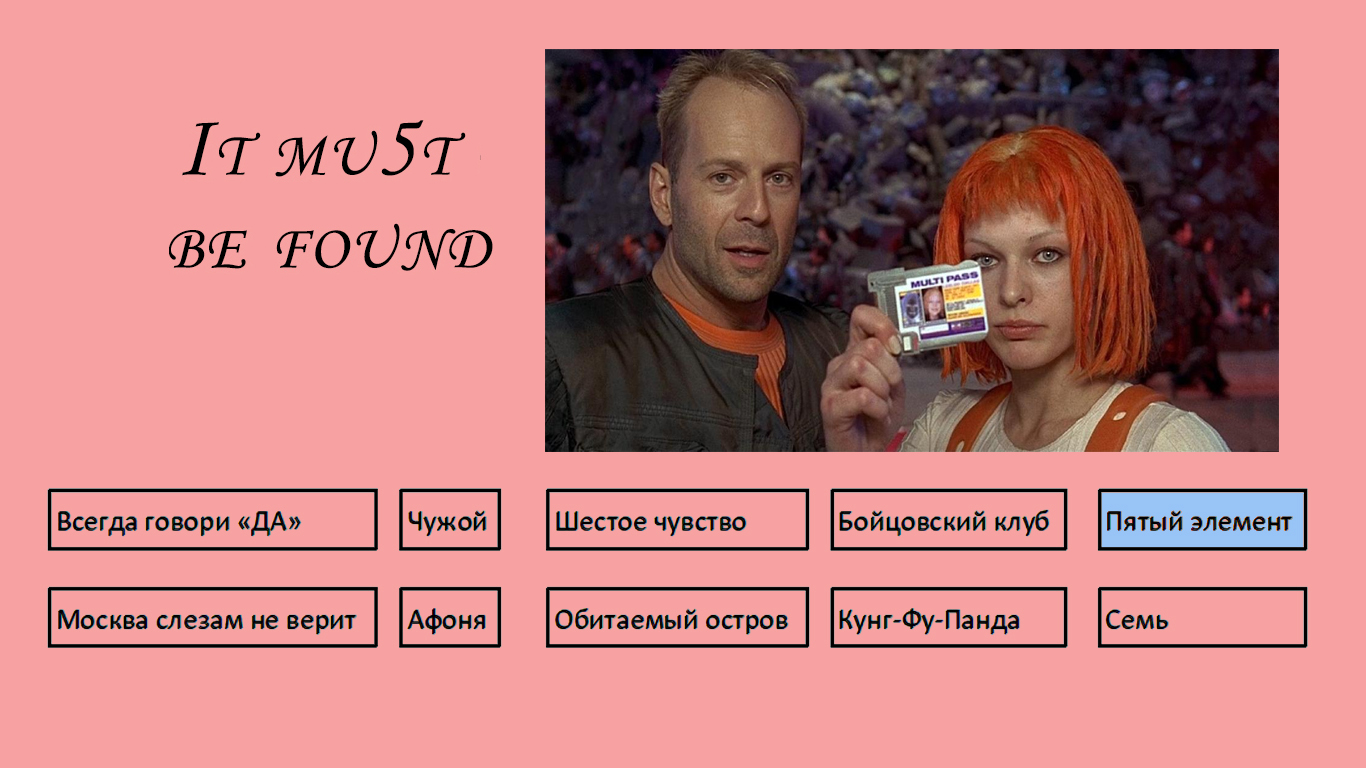 IT MU5T
BE FOUND
MULTI PASS
Всегда говори «ДА»
Чужой
Шестое чувство
Бойцовский клуб
Пятый элемент
Москва слезам не верит
Афоня
Обитаемый остров
Кунг-Фу-Панда
Семь